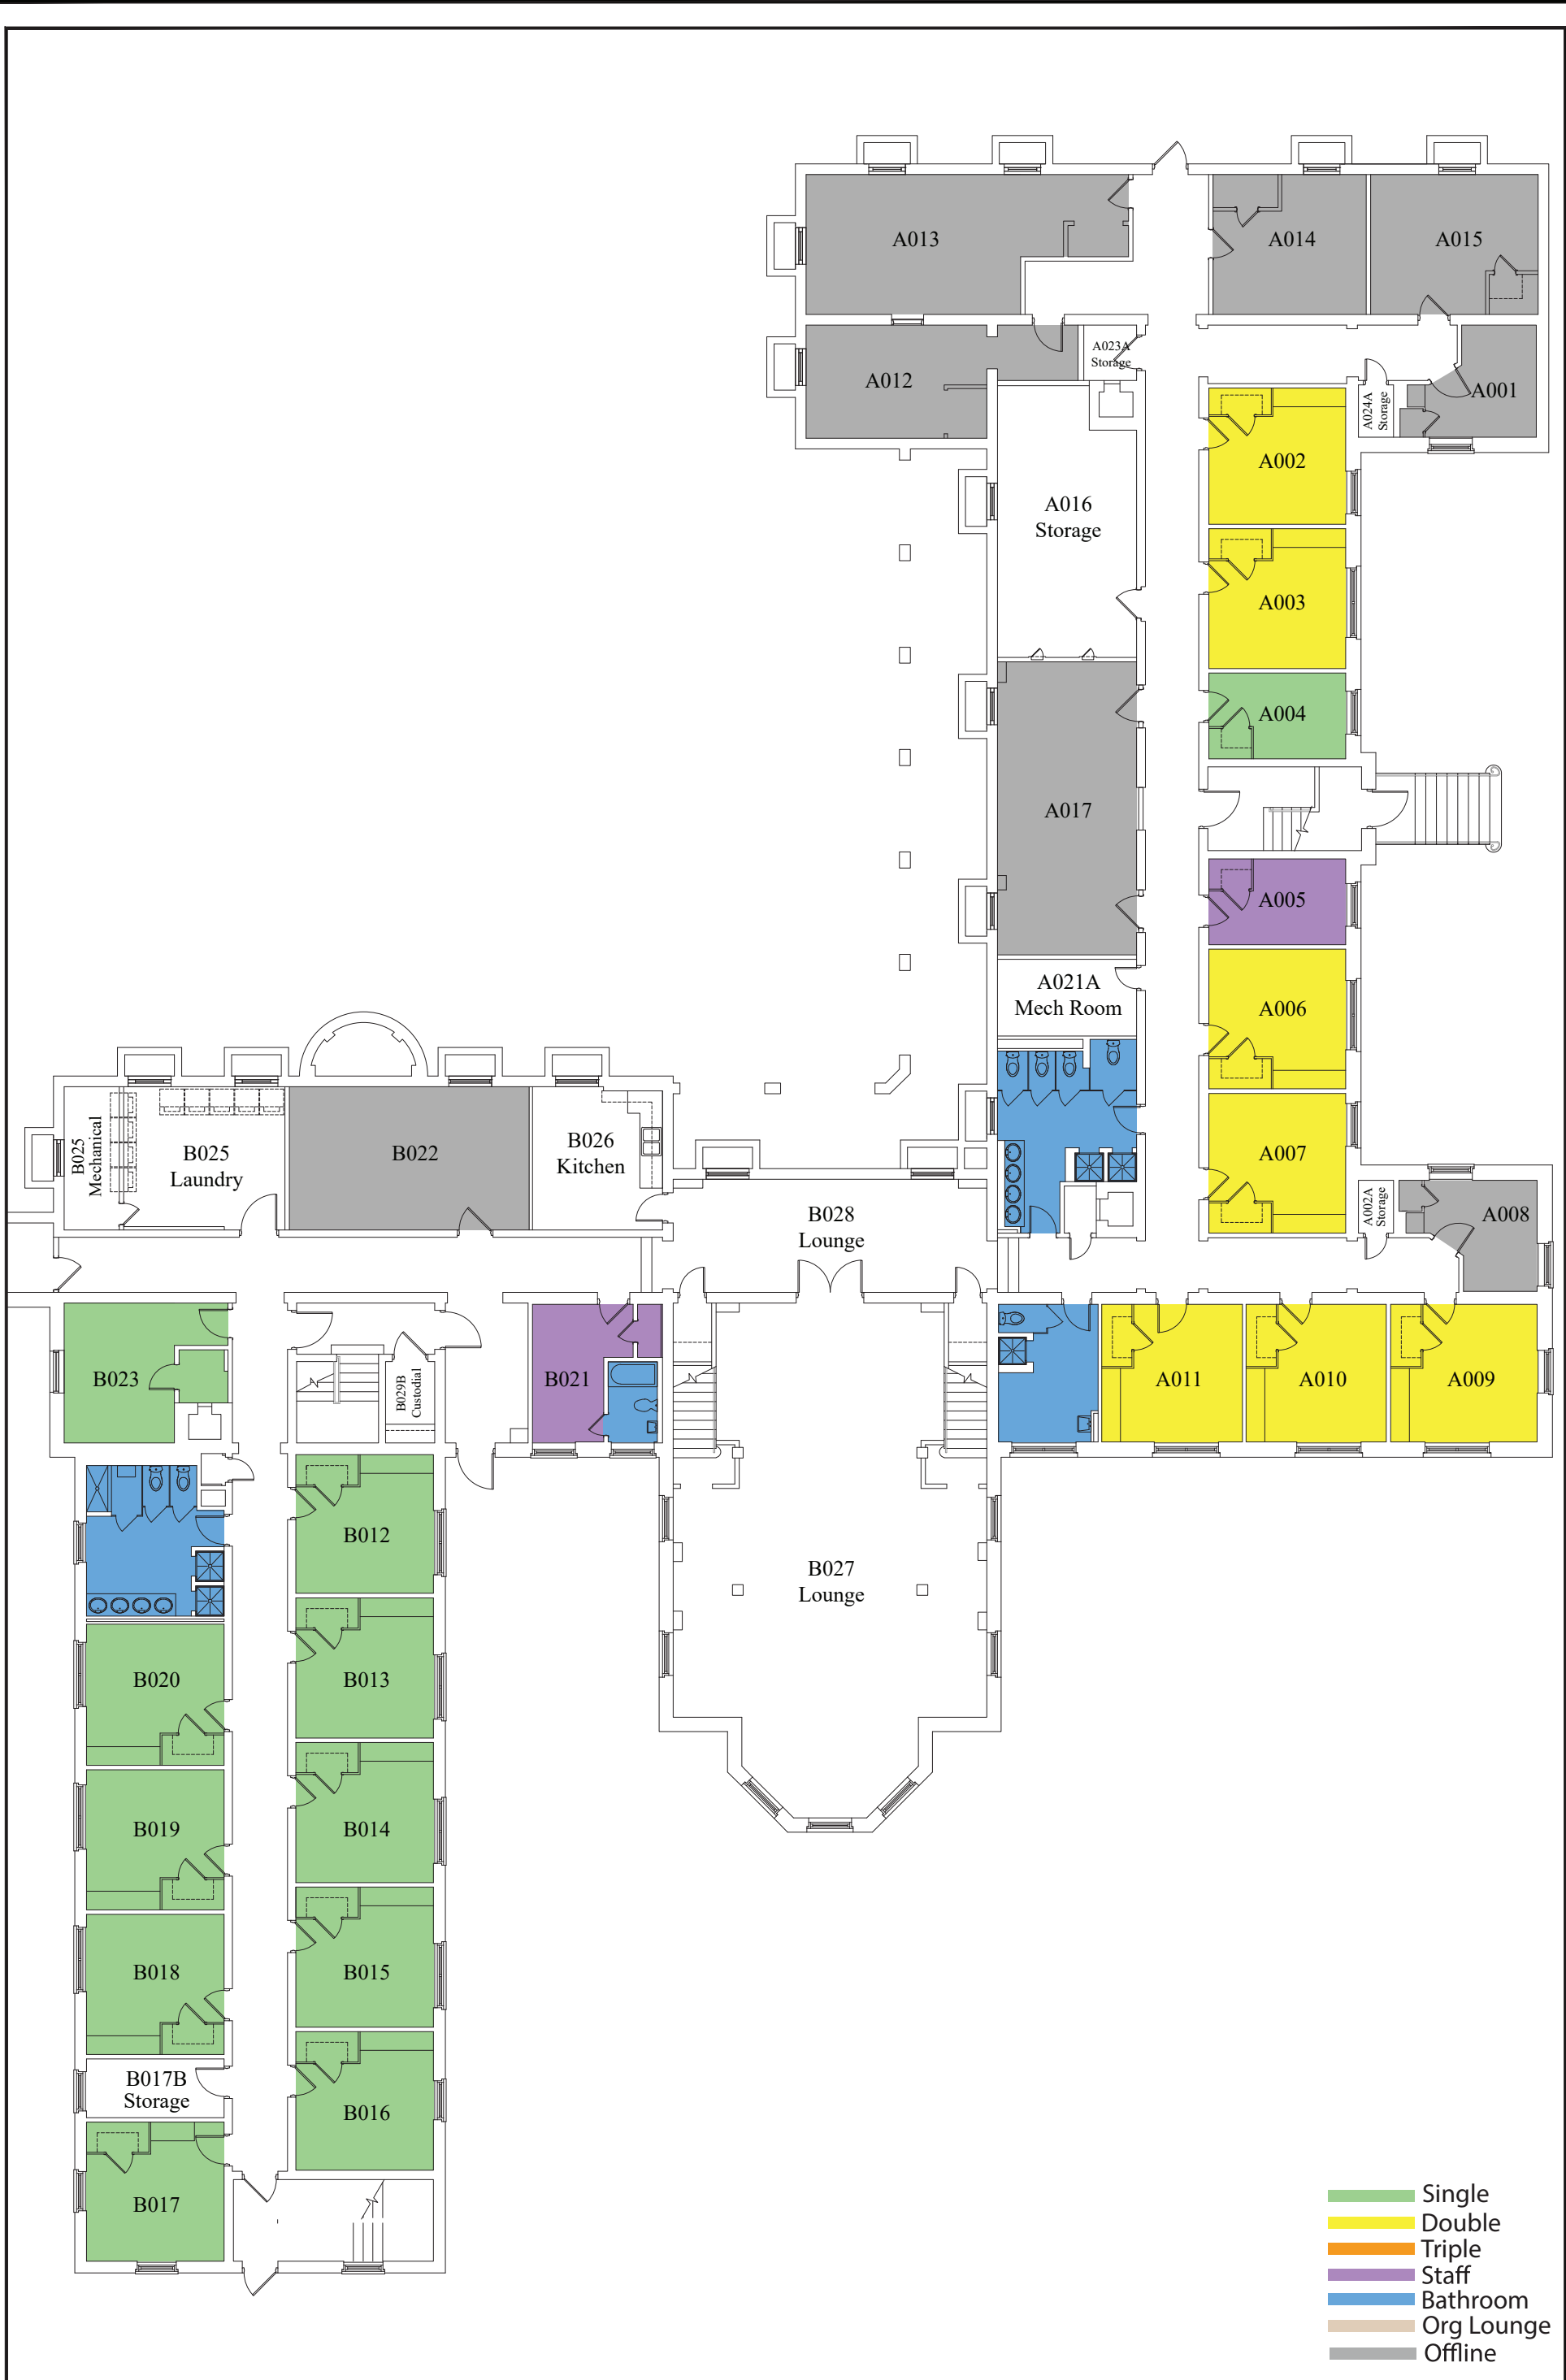 A013
A014
A015
A023A
Storage
A012
A001
A024A
Storage
A002
A016
Storage
A003
A004
A017
A005
A021A
Mech Room
A006
B025
Mechanical
B025
Laundry
B022
B026
Kitchen
A007
B028
Lounge
A002A
Storage
A008
B023
B029B
Custodial
B021
A011
A010
A009
B012
B027
Lounge
B020
B013
B019
B014
B018
B015
B017B
Storage
B016
B017
Single
Double
Triple
Staff
Bathroom
Org Lounge
Offline